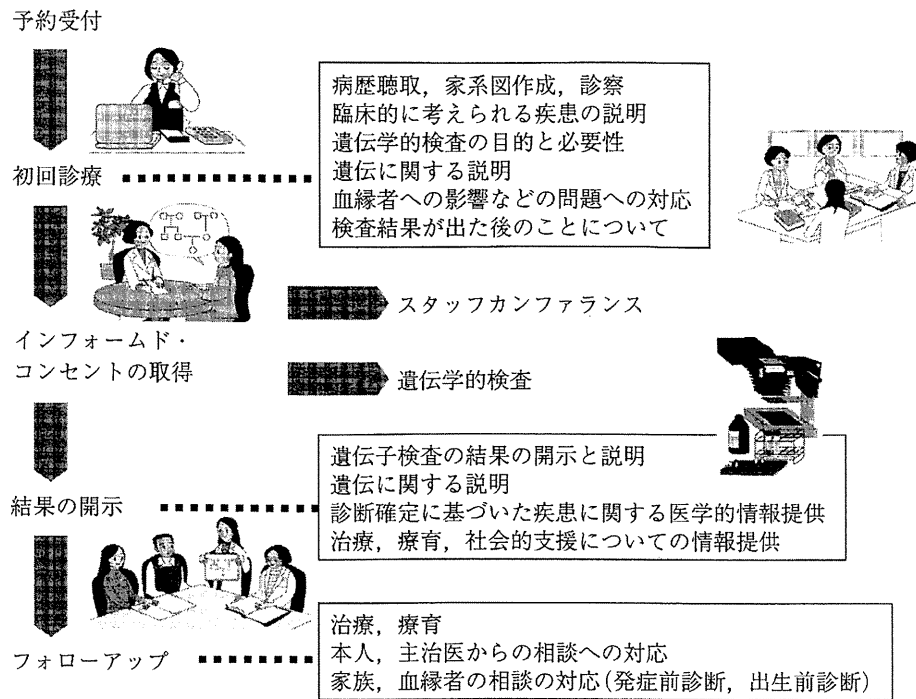 予約受付
病歴聴取，家系図作成，診察
臨床的に考えられる疾患の説明
遺伝学的検査の目的と必要性
遺伝に関する説明
血縁者への影響などの問題への対応
検査結果が出た後のことについて
初回診療
スタッフカンファランス
インフォームド・
コンセントの取得
遺伝学的検査
遺伝子検査の結果の開示と説明
遺伝に関する説明
診断確定に基づいた疾患に関する医学的情報提供
治療，療育，社会的支援についての情報提供
結果の開示
治療，療育
本人，主治医からの相談への対応
家族，血縁者の相談の対応(発症前診断，出生前診断)
フォローアップ